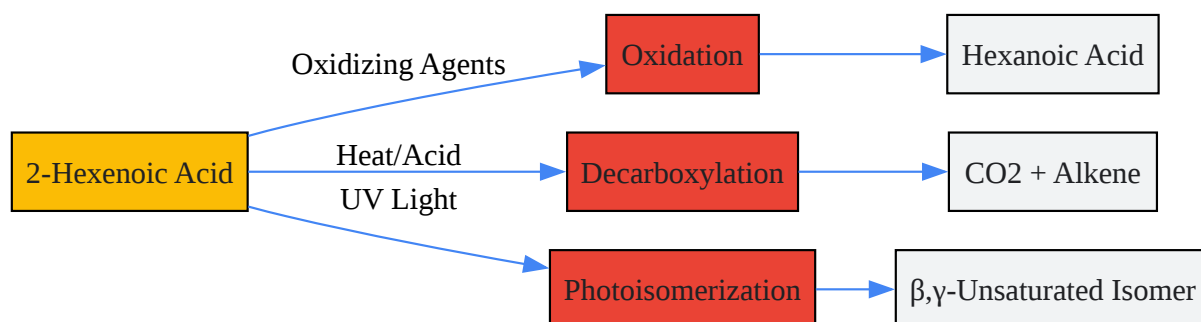 Oxidizing Agents
Oxidation
Hexanoic Acid
2-Hexenoic Acid
Heat/Acid
Decarboxylation
CO2 + Alkene
UV Light
Photoisomerization
β,γ-Unsaturated Isomer